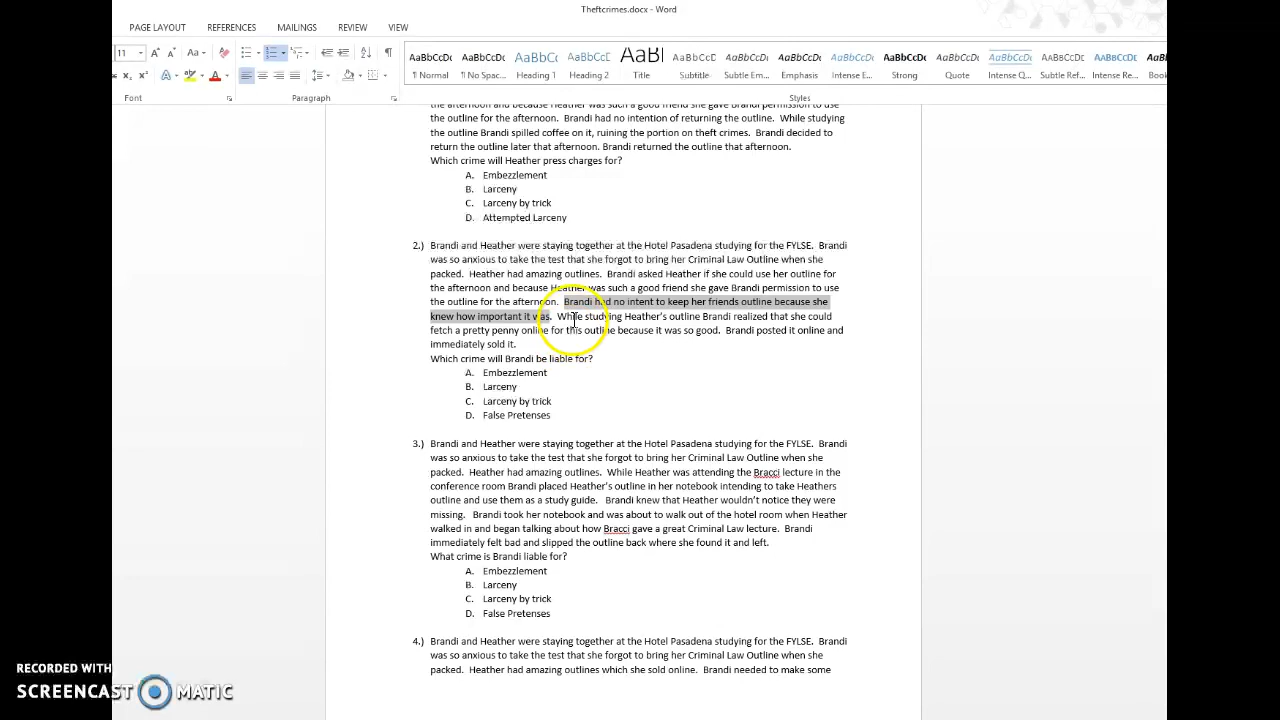 Theftcrimes.docx - Word
PAGE LAYOUT REFERENCES MAILINGS REVIEW VIEW
11 Aa
AaBbCcDc AaBbCcDc AaBbCc AaBbCcD AaBl AaBbCcD AaBbCcDc AaBbCcDc AaBbCcDc AaBbCcDc AaBbCcDc AaBbCcDc AaBbCcDc AaBbCcDc
¶ Normal ¶ No Spac... Heading 1 Heading 2 Title Subtitle Subtle Em... Emphasis Intense E... Strong Quote Intense Q... Subtle Ref... Intense Re... Book
Font Paragraph Styles
the afternoon and because Heather was such a good friend she gave Brandi permission to use
the outline for the afternoon. Brandi had no intention of returning the outline. While studying
the outline Brandi spilled coffee on it, ruining the portion on theft crimes. Brandi decided to
return the outline later that afternoon. Brandi returned the outline that afternoon.
Which crime will Heather press charges for?
A. Embezzlement
B. Larceny
C. Larceny by trick
D. Attempted Larceny
2.) Brandi and Heather were staying together at the Hotel Pasadena studying for the FYLSE. Brandi
was so anxious to take the test that she forgot to bring her Criminal Law Outline when she
packed. Heather had amazing outlines. Brandi asked Heather if she could use her outline for
the afternoon and because Heather was such a good friend she gave Brandi permission to use
the outline for the afternoon. Brandi had no intent to keep her friends outline because she
knew how important it was. While studying Heather's outline Brandi realized that she could
fetch a pretty penny online for this outline because it was so good. Brandi posted it online and
immediately sold it.
Which crime will Brandi be liable for?
A. Embezzlement
B. Larceny
C. Larceny by trick
D. False Pretenses
3.) Brandi and Heather were staying together at the Hotel Pasadena studying for the FYLSE. Brandi
was so anxious to take the test that she forgot to bring her Criminal Law Outline when she
packed. Heather had amazing outlines. While Heather was attending the Bracci lecture in the
conference room Brandi placed Heather's outline in her notebook intending to take Heathers
outline and use them as a study guide. Brandi knew that Heather wouldn't notice they were
missing. Brandi took her notebook and was about to walk out of the hotel room when Heather
walked in and began talking about how Bracci gave a great Criminal Law lecture. Brandi
immediately felt bad and slipped the outline back where she found it and left.
What crime is Brandi liable for?
A. Embezzlement
B. Larceny
C. Larceny by trick
D. False Pretenses
4.) Brandi and Heather were staying together at the Hotel Pasadena studying for the FYLSE. Brandi
was so anxious to take the test that she forgot to bring her Criminal Law Outline when she
packed. Heather had amazing outlines which she sold online. Brandi needed to make some
RECORDED WITH
SCREENCAST MATIC